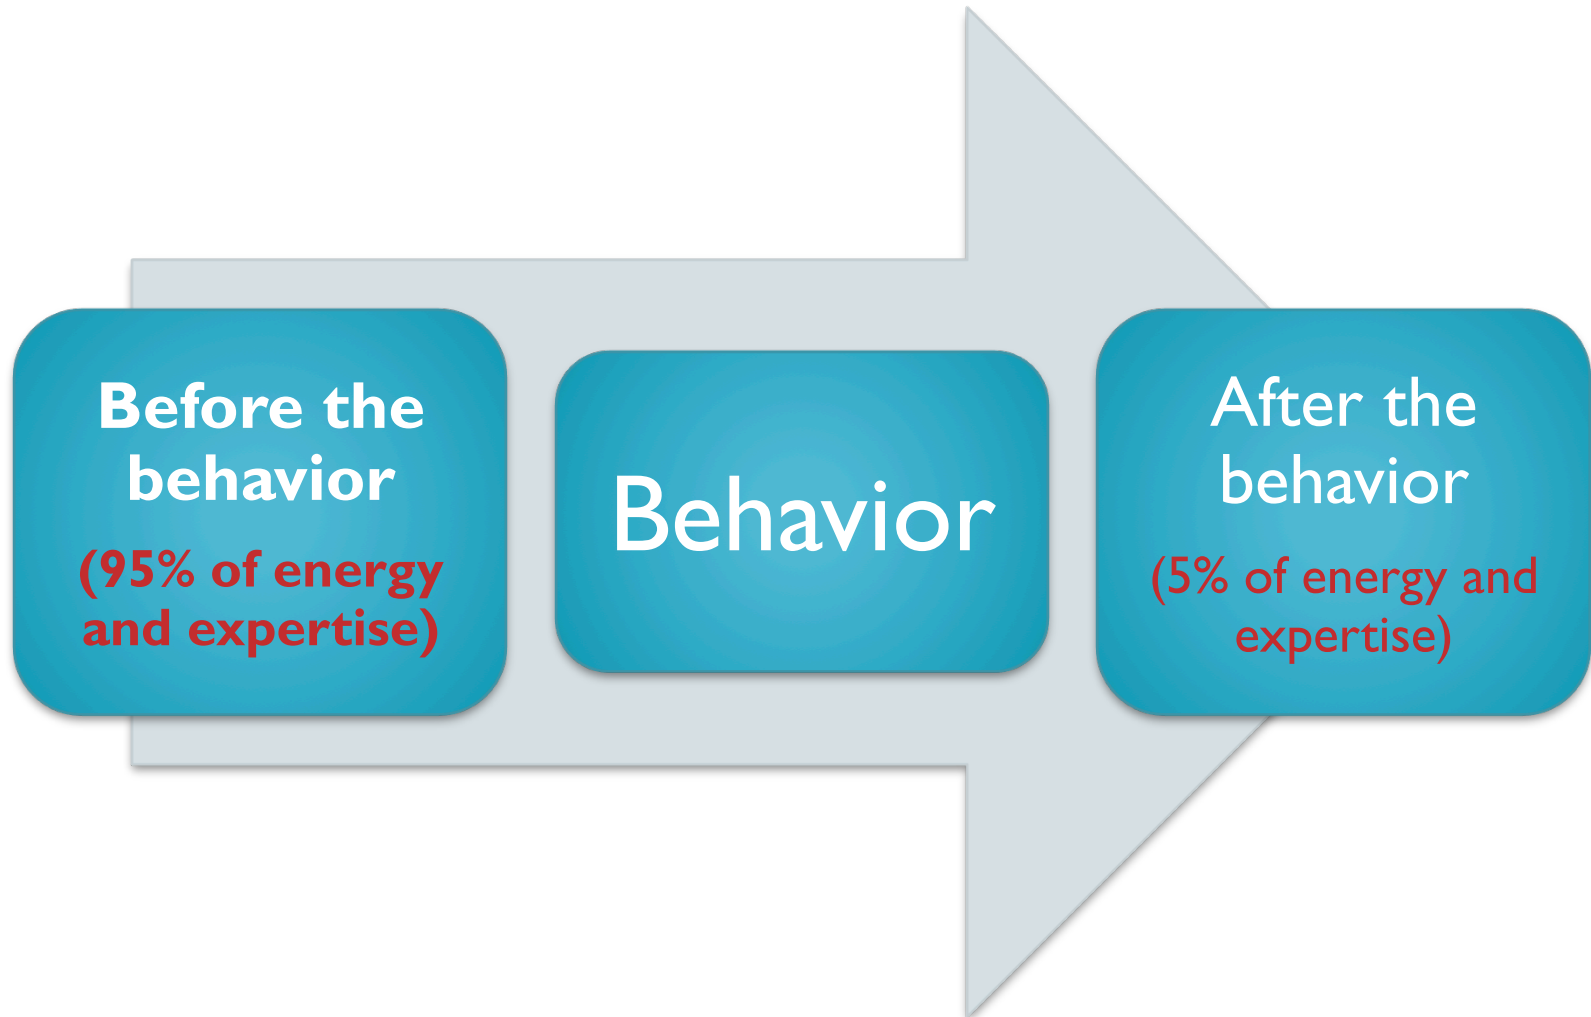 Before the
behavior
(95% of energy
and expertise)
Behavior
After the
behavior
(5% of energy and
expertise)